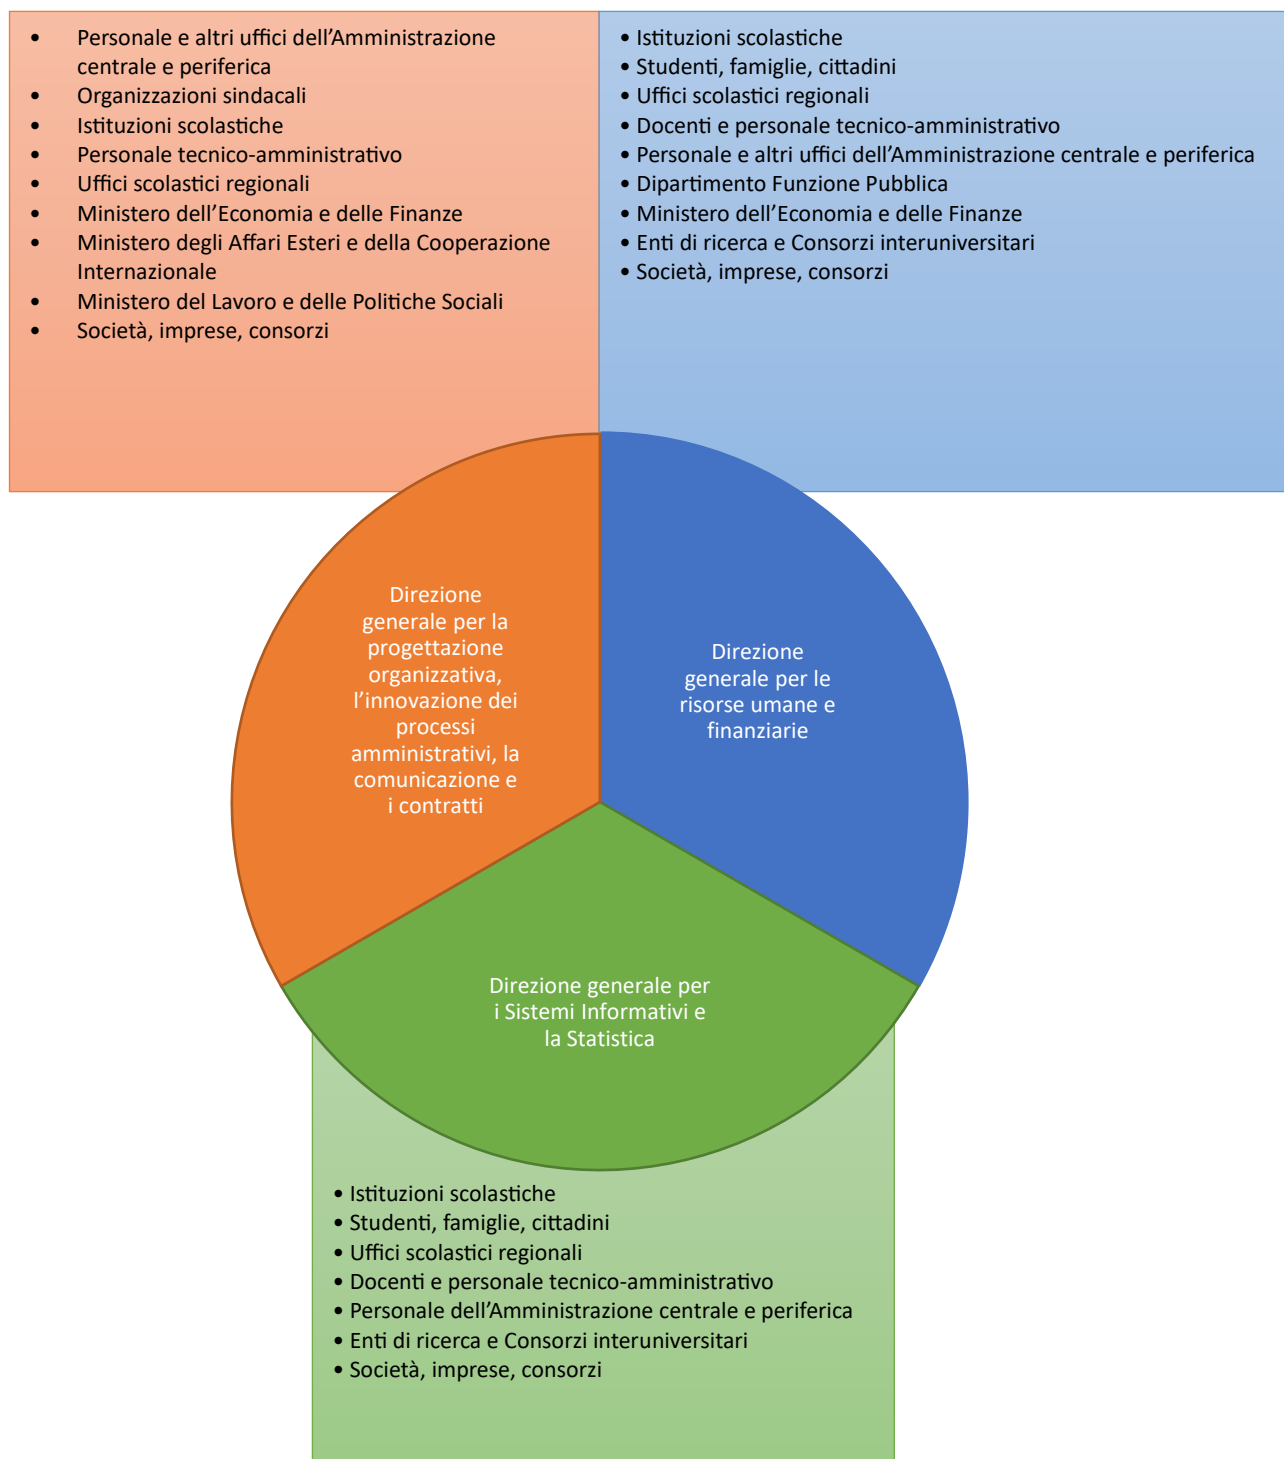 • Personale e altri uffici dell’Amministrazione
centrale e periferica
• Organizzazioni sindacali
• Istituzioni scolastiche
• Personale tecnico-amministrativo
• Uffici scolastici regionali
• Ministero dell’Economia e delle Finanze
• Ministero degli Affari Esteri e della Cooperazione
Internazionale
• Ministero del Lavoro e delle Politiche Sociali
• Società, imprese, consorzi
• Istituzioni scolastiche
• Studenti, famiglie, cittadini
• Uffici scolastici regionali
• Docenti e personale tecnico-amministrativo
• Personale e altri uffici dell’Amministrazione centrale e periferica
• Dipartimento Funzione Pubblica
• Ministero dell’Economia e delle Finanze
• Enti di ricerca e Consorzi interuniversitari
• Società, imprese, consorzi
Direzione
generale per la
progettazione
organizzativa,
l’innovazione dei
processi
amministrativi, la
comunicazione e
i contratti
Direzione
generale per le
risorse umane e
finanziarie
Direzione generale per
i Sistemi Informativi e
la Statistica
• Istituzioni scolastiche
• Studenti, famiglie, cittadini
• Uffici scolastici regionali
• Docenti e personale tecnico-amministrativo
• Personale dell’Amministrazione centrale e periferica
• Enti di ricerca e Consorzi interuniversitari
• Società, imprese, consorzi